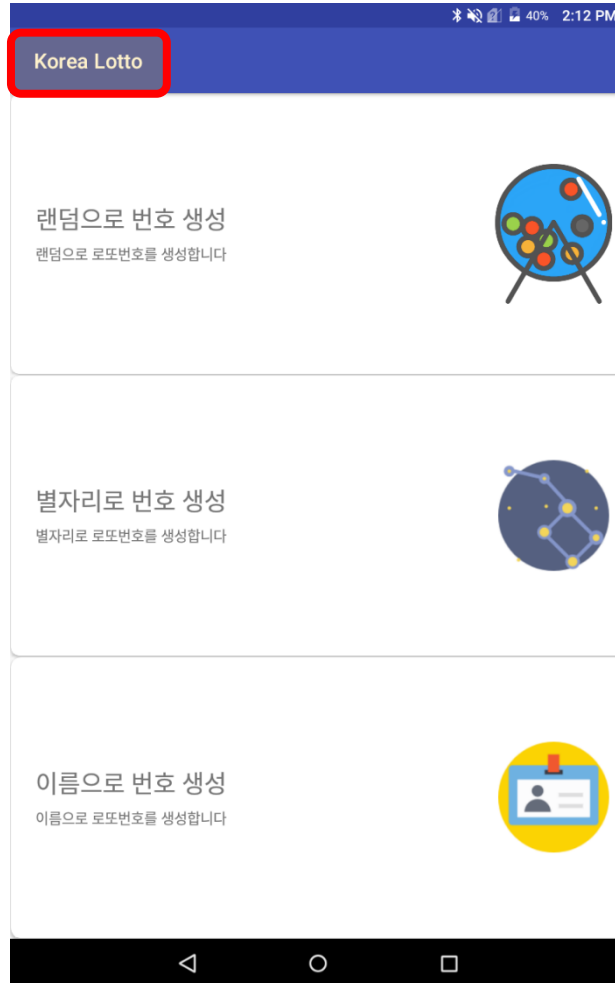 40% 2:12 PM
Korea Lotto
랜덤으로 번호 생성
랜덤으로 로또번호를 생성합니다
별자리로 번호 생성
별자리로 로또번호를 생성합니다
이름으로 번호 생성
이름으로 로또번호를 생성합니다